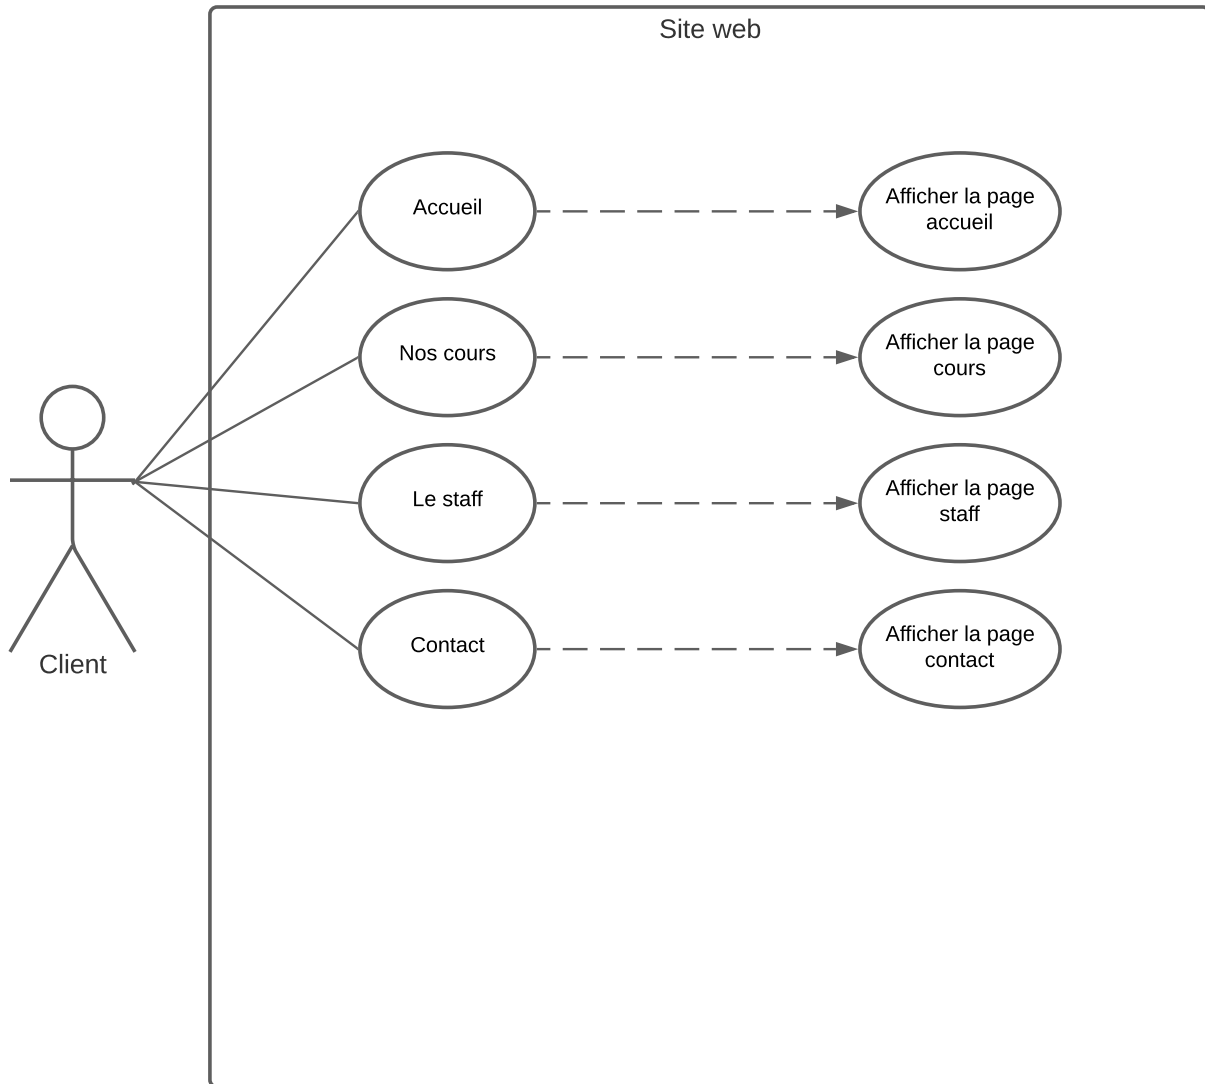 Site web
Accueil
Afficher la page
accueil
Nos cours
Afficher la page
cours
Le staff
Afficher la page
staff
Contact
Afficher la page
contact
Client